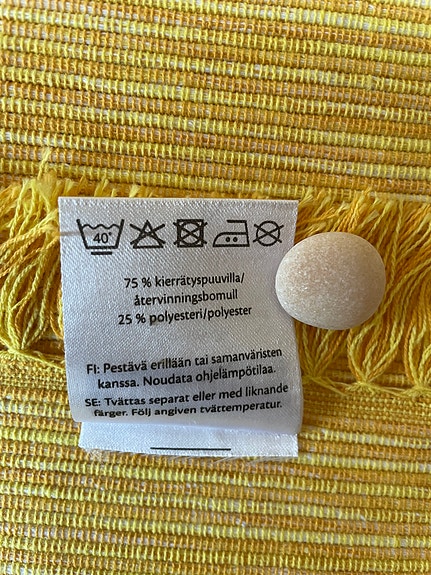 40°
75 % kierrätyspuuvilla/
återvinningsbomull
25 % polyesteri/polyester
FI: Pestävä erillään tai samanväristen
kanssa. Noudata ohjelämpötilaa.
SE: Tvättas separat eller med liknande
färger. Följ angiven tvättemperatur.